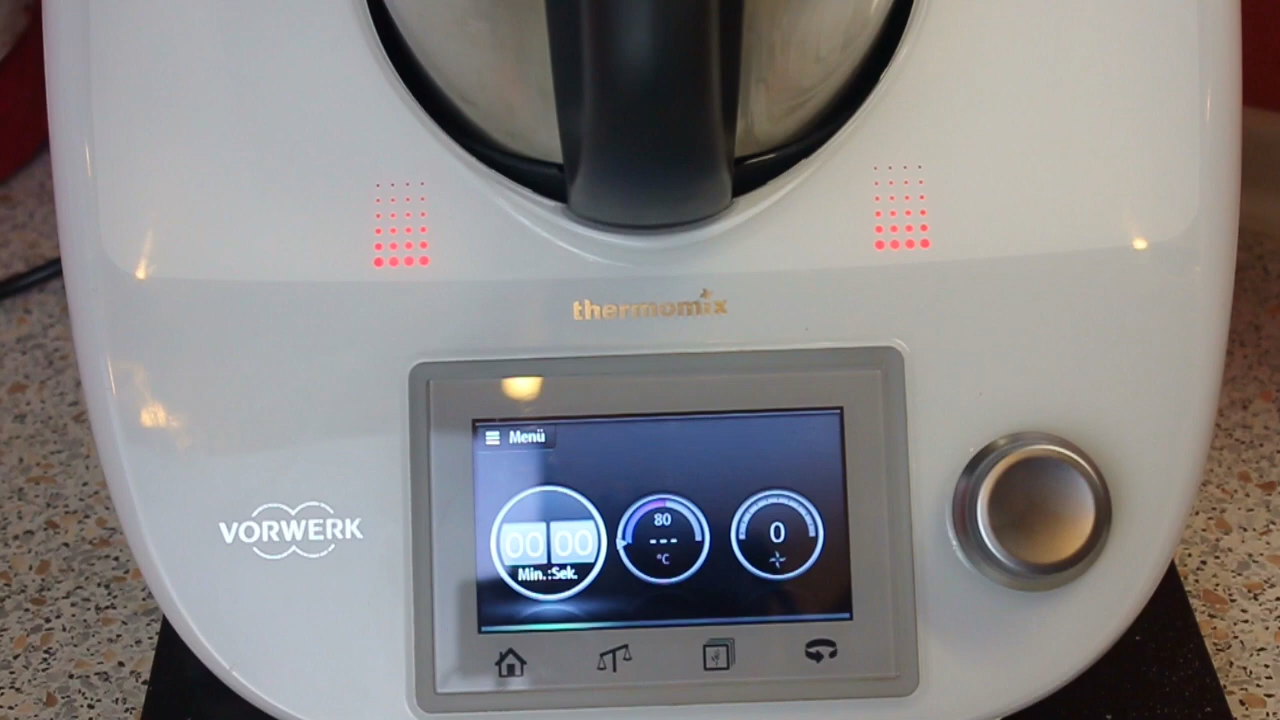 thermomix
Menü
00 00
Min.:Sek.
80
---
°C
0
VORWERK